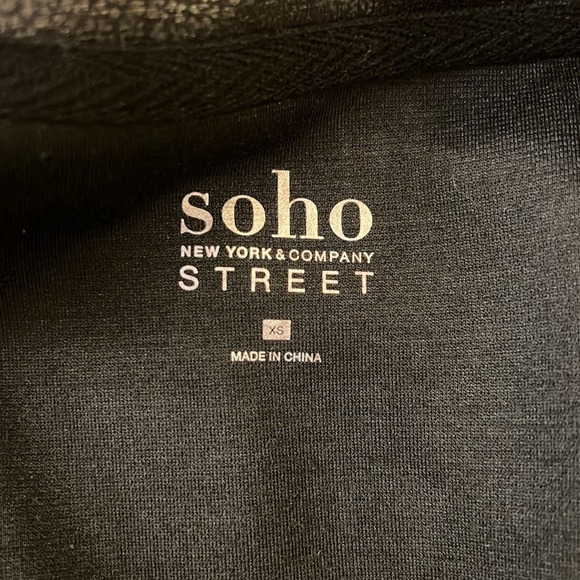 soho
NEW YORK & COMPANY
STREET
XS
MADE IN CHINA